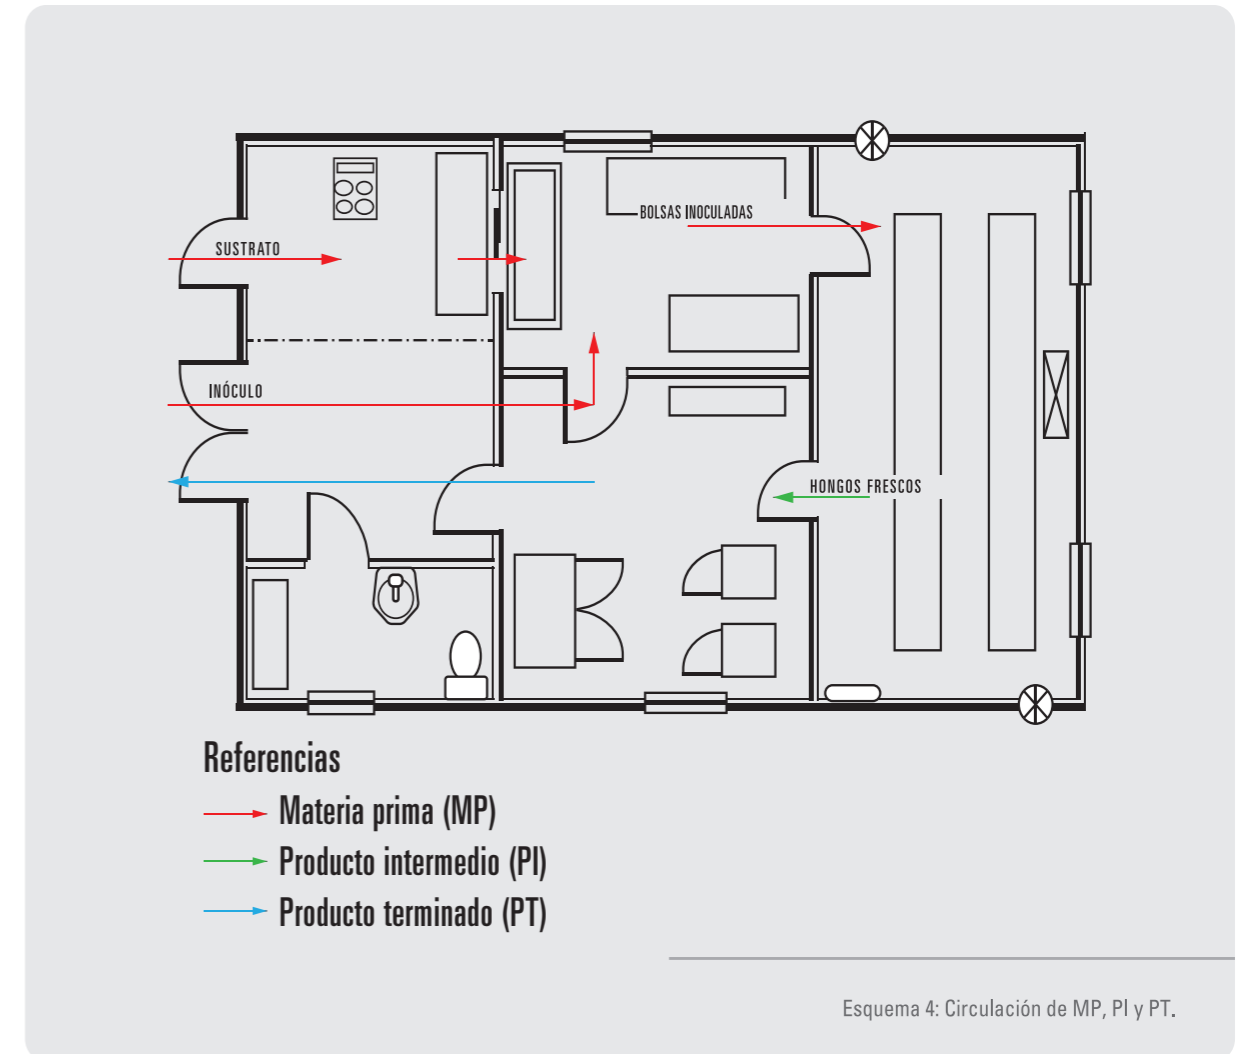 SUSTRATO
BOLSAS INOCULADAS
INÓCULO
HONGOS FRESCOS
Referencias
Materia prima (MP)
Producto intermedio (PI)
Producto terminado (PT)
Esquema 4: Circulación de MP, PI y PT.